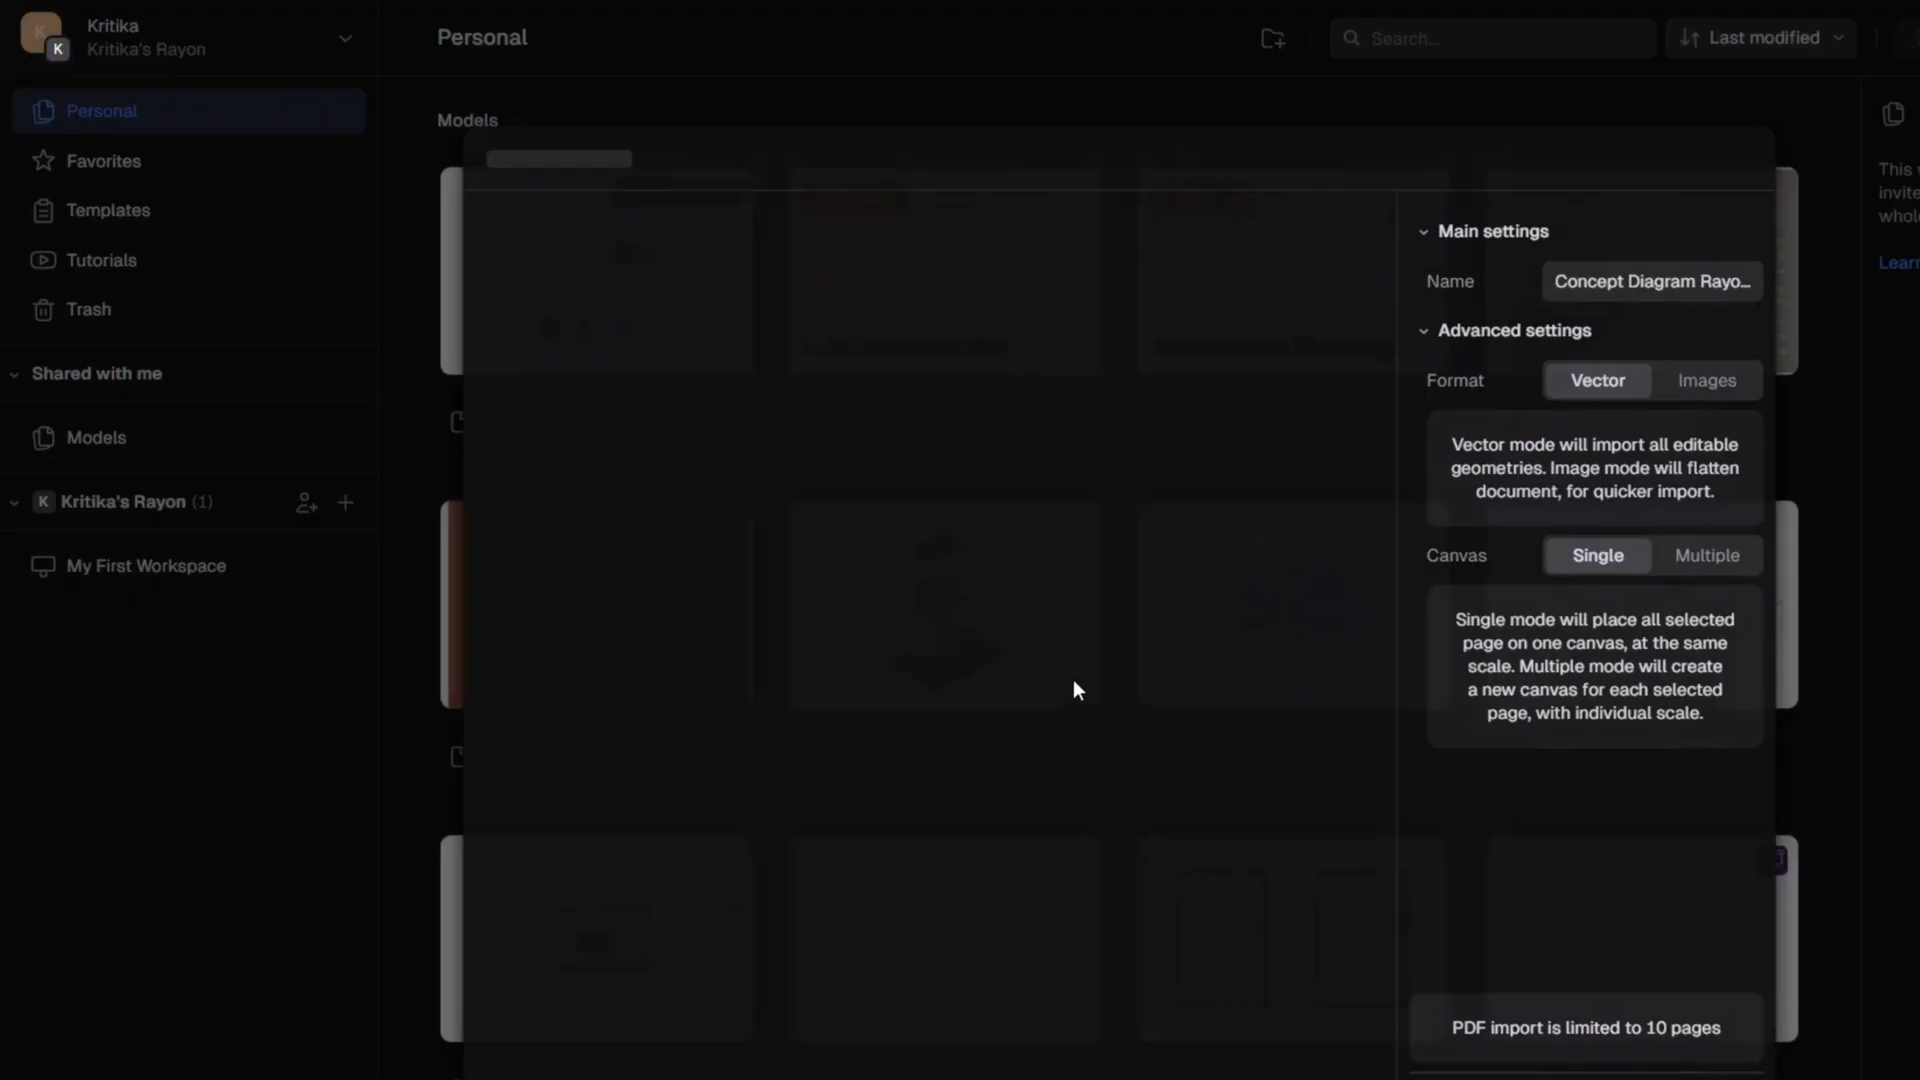 K
K
Kritika
Kritika's Rayon
Personal
Favorites
Templates
Tutorials
Trash
Shared with me
Models
K
Kritika's Rayon (1)
My First Workspace
Personal
Search...
Last modified
Models
Main settings
Name
Concept Diagram Rayo...
Advanced settings
Format
Vector
Images
Vector mode will import all editable
geometries. Image mode will flatten
document, for quicker import.
Canvas
Single
Multiple
Single mode will place all selected
page on one canvas, at the same
scale. Multiple mode will create
a new canvas for each selected
page, with individual scale.
PDF import is limited to 10 pages
This
invite
whol
Learn